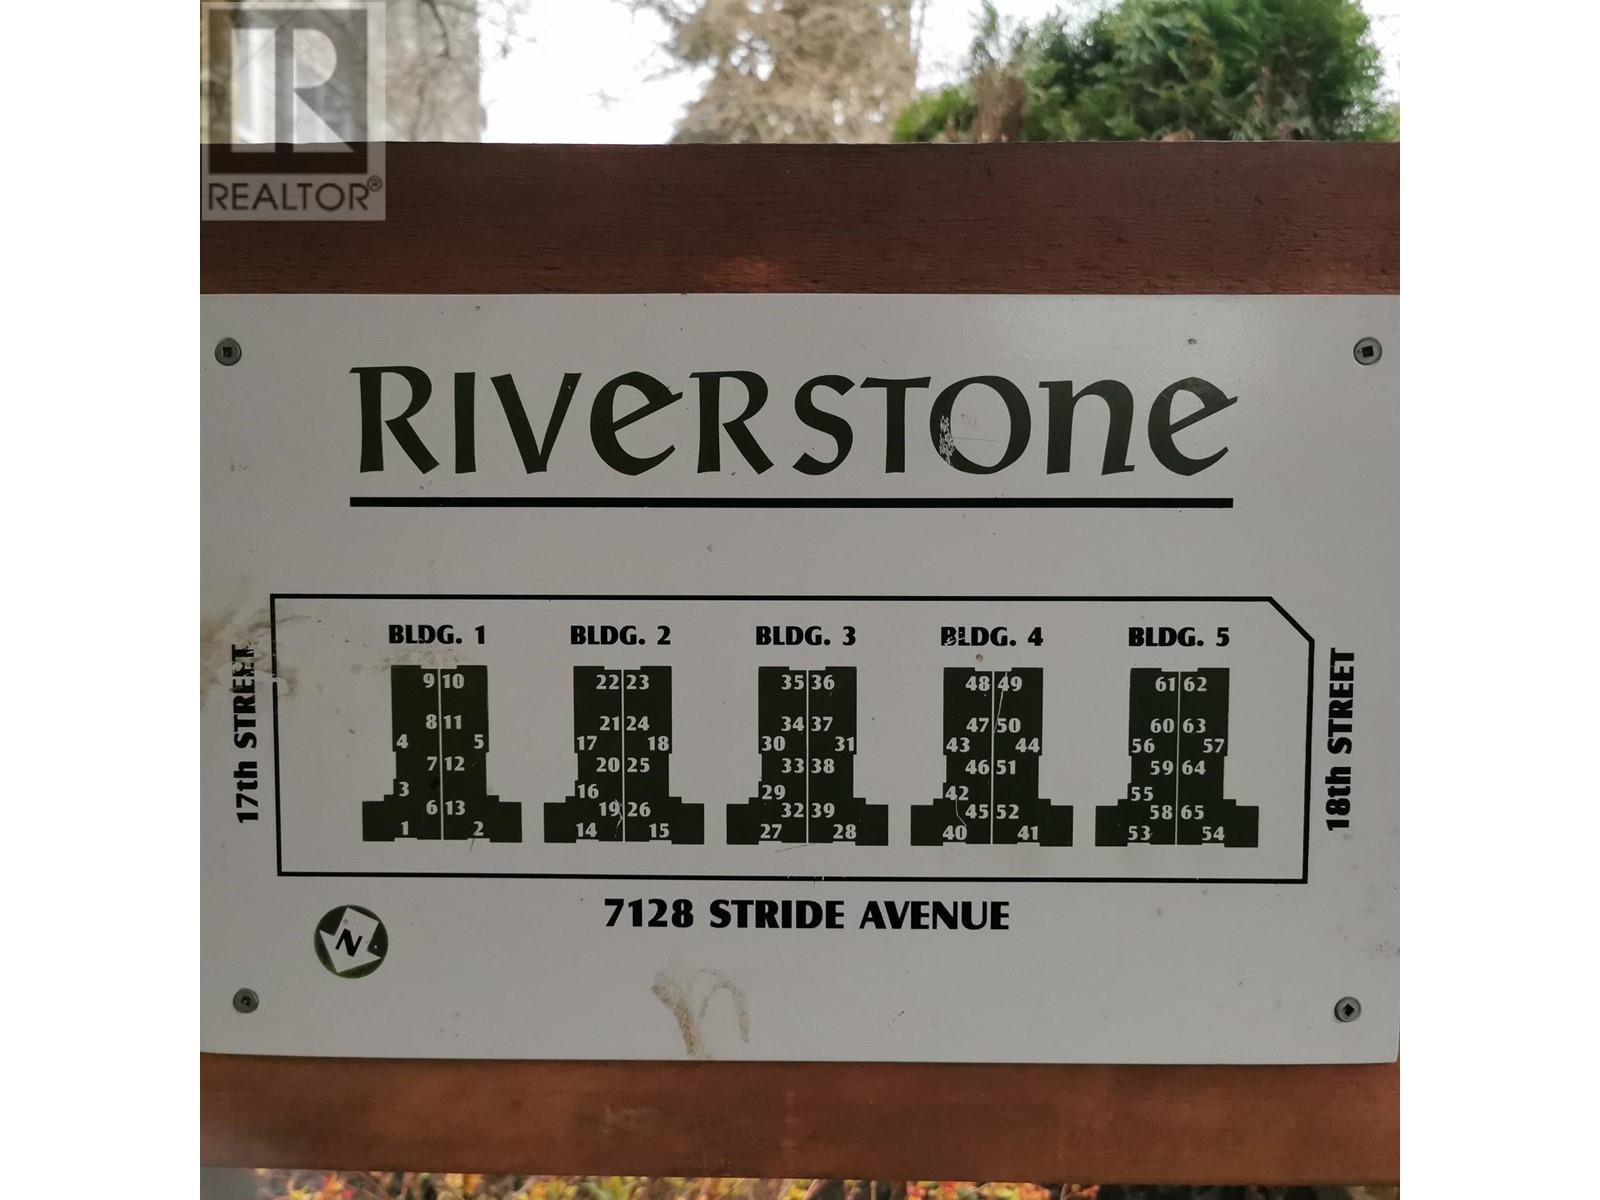 R
REALTOR®
RIVERSTONE
BLDG. 1 BLDG. 2 BLDG. 3 BLDG. 4 BLDG. 5
9 10 22 23 35 36 48 49 61 62
8 11 21 24 34 37 47 50 60 63
4 5 17 18 30 31 43 44 56 57
7 12 20 25 33 38 46 51 59 64
3 16 29 42 55
6 13 19 26 32 39 45 52 58 65
1 2 14 15 27 28 40 41 53 54
17th STREET
18th STREET
7128 STRIDE AVENUE
N